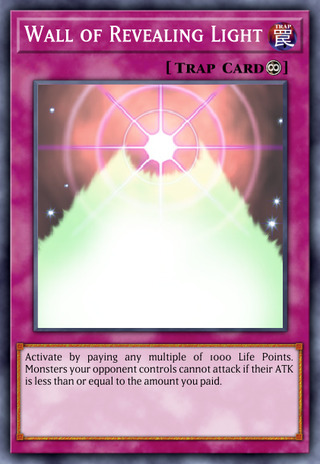 Wall of Revealing Light
TRAP
罠
[Trap Card]
Activate by paying any multiple of 1000 Life Points.
Monsters your opponent controls cannot attack if their ATK
is less than or equal to the amount you paid.